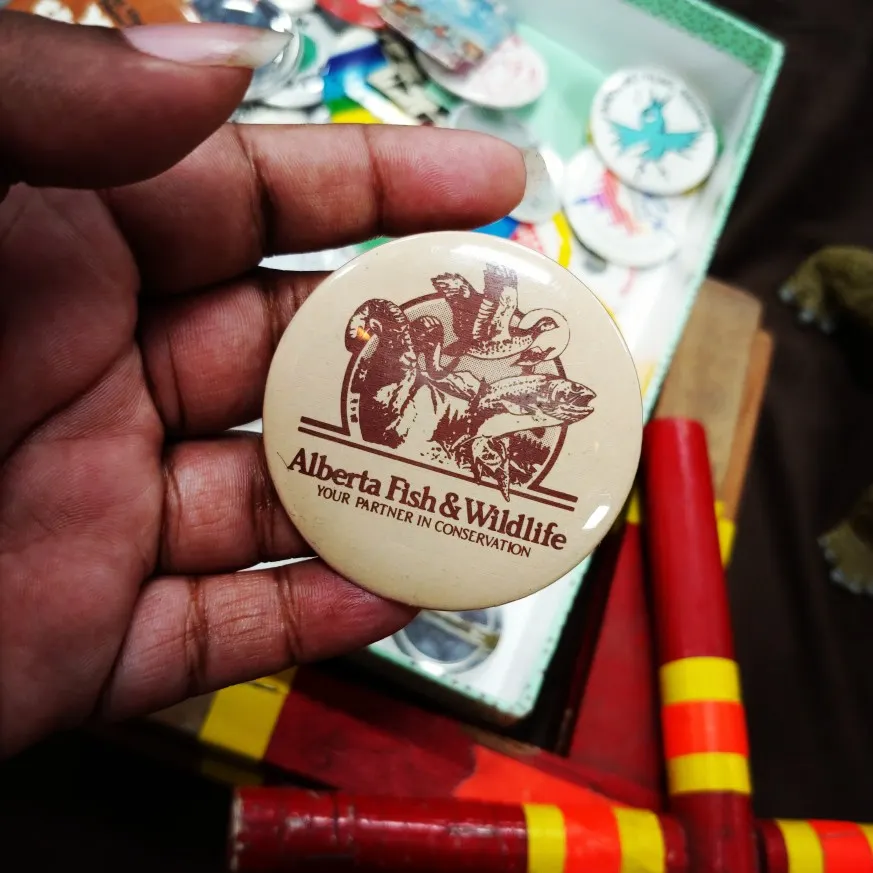 Alberta Fish & Wildlife
YOUR PARTNER IN CONSERVATION